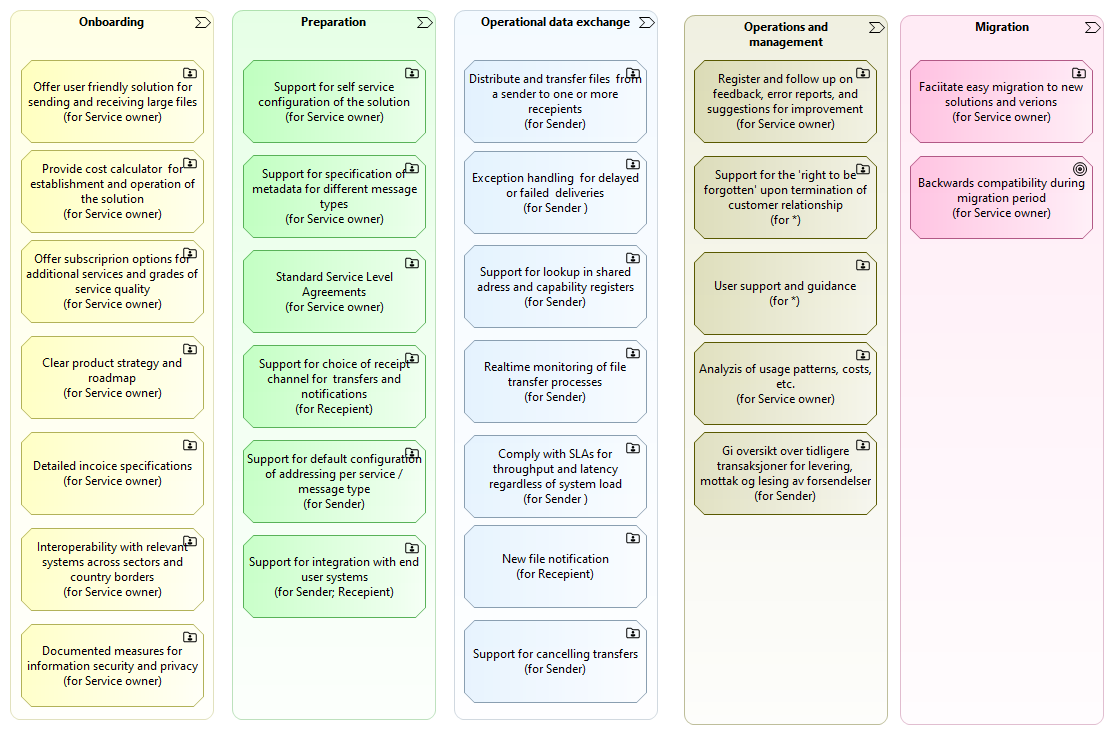 Onboarding
Offer user friendly solution for
sending and receiving large files
(for Service owner)
Provide cost calculator for
establishment and operation of
the solution
(for Service owner)
Offer subscriprion options for
additional services and grades of
service quality
(for Service owner)
Clear product strategy and
roadmap
(for Service owner)
Detailed incoice specifications
(for Service owner)
Interoperability with relevant
systems across sectors and
country borders
(for Service owner)
Documented measures for
information security and privacy
(for Service owner)
Preparation
Support for self service
configuration of the solution
(for Service owner)
Support for specification of
metadata for different message
types
(for Service owner)
Standard Service Level
Agreements
(for Service owner)
Support for choice of receipt
channel for transfers and
notifications
(for Recepient)
Support for default configuration
of addressing per service /
message type
(for Sender)
Support for integration with end
user systems
(for Sender; Recepient)
Operational data exchange
Distribute and transfer files from
a sender to one or more
recepients
(for Sender)
Exception handling for delayed
or failed deliveries
(for Sender )
Support for lookup in shared
adress and capability registers
(for Sender)
Realtime monitoring of file
transfer processes
(for Sender)
Comply with SLAs for
throughput and latency
regardless of system load
(for Sender )
New file notification
(for Recepient)
Support for cancelling transfers
(for Sender)
Operations and
management
Register and follow up on
feedback, error reports, and
suggestions for improvement
(for Service owner)
Support for the 'right to be
forgotten' upon termination of
customer relationship
(for *)
User support and guidance
(for *)
Analyzis of usage patterns, costs,
etc.
(for Service owner)
Gi oversikt over tidligere
transaksjoner for levering,
mottak og lesing av forsendelser
(for Sender)
Migration
Faciitate easy migration to new
solutions and verions
(for Service owner)
Backwards compatibility during
migration period
(for Service owner)